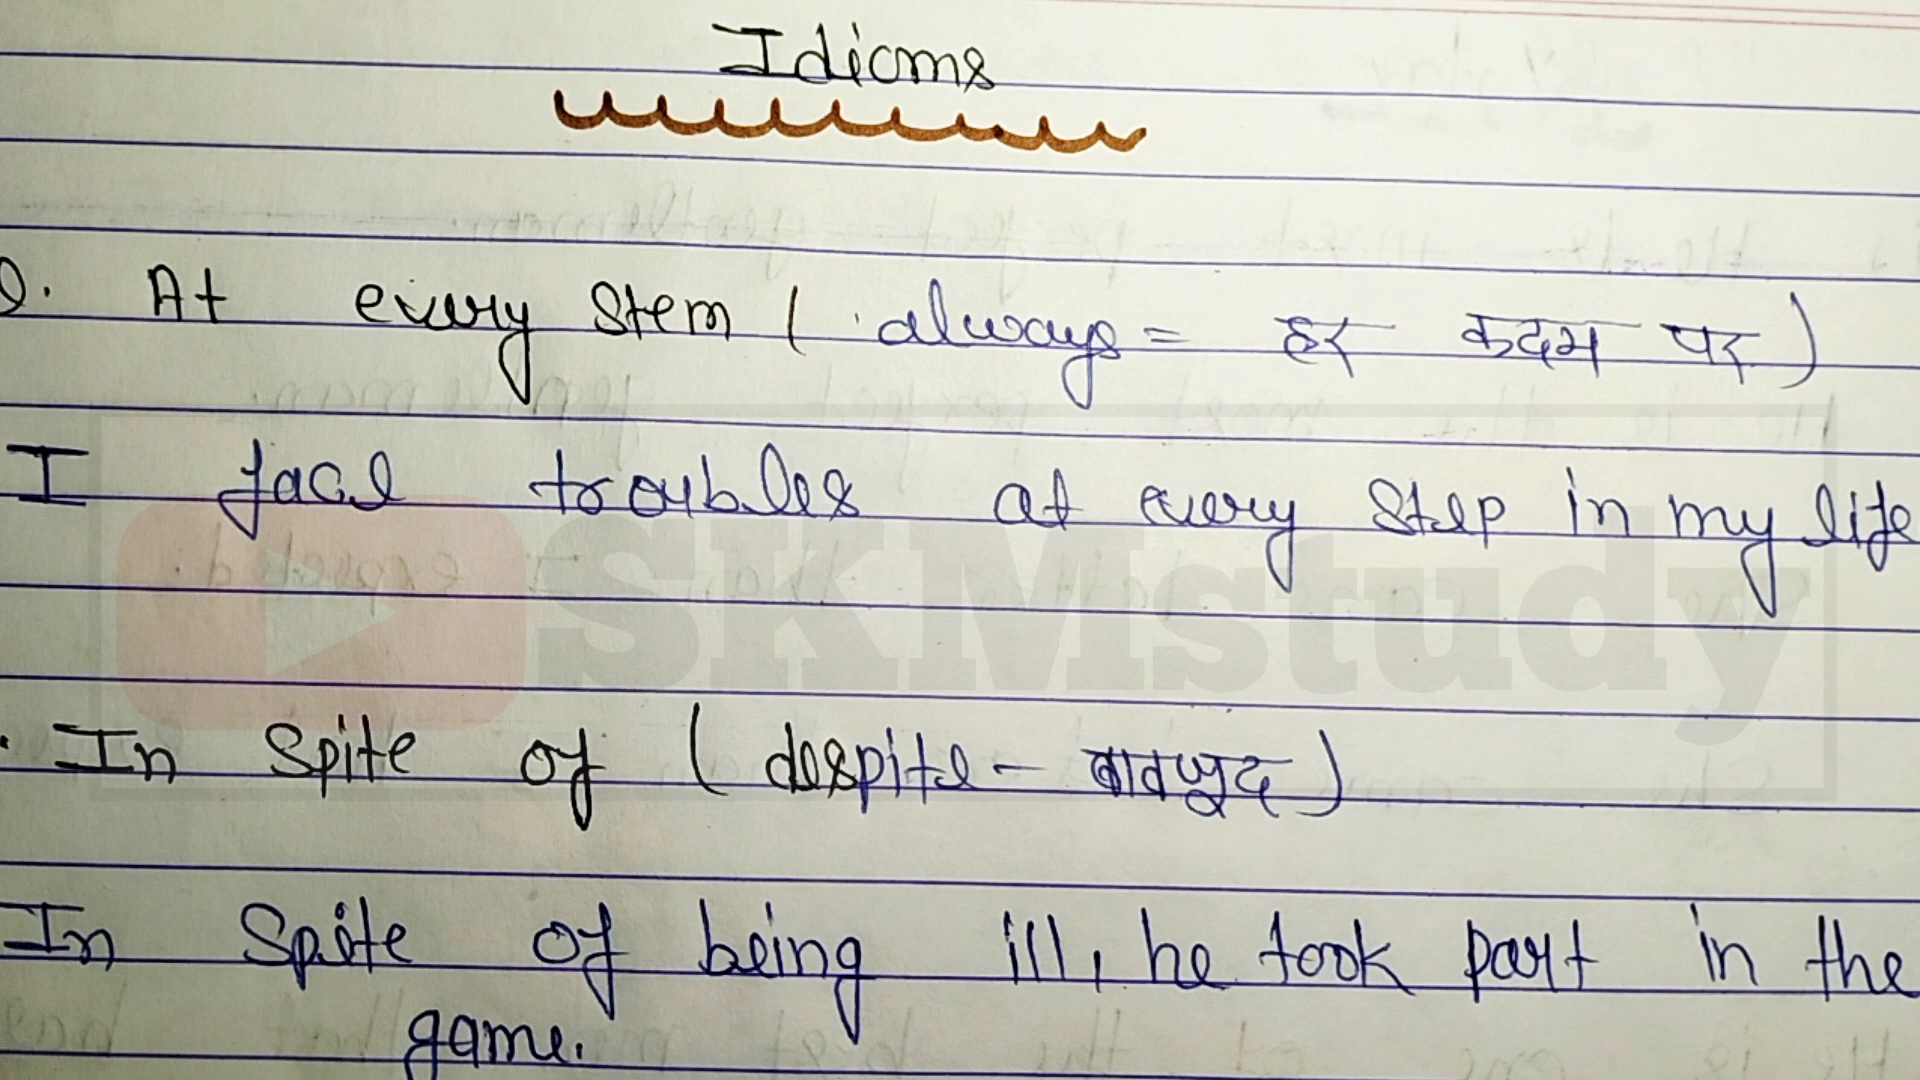 Idioms
At every stem ( always = हर कदम पर )
I face troubles at every step in my life
SKMstudy
In Spite of ( despite - बावजूद )
In Spite of being ill, he took part in the
game.